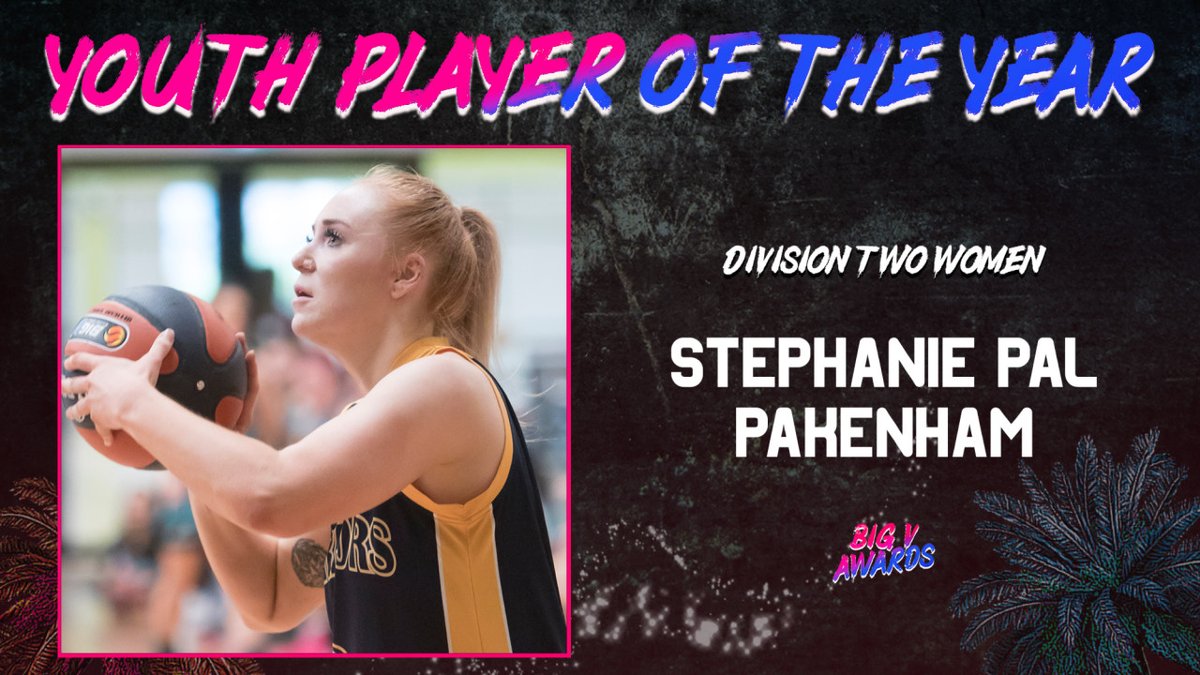 YOUTH PLAYER OF THE YEAR
DIVISION TWO WOMEN
STEPHANIE PAL
PAKENHAM
BIG V
AWARDS